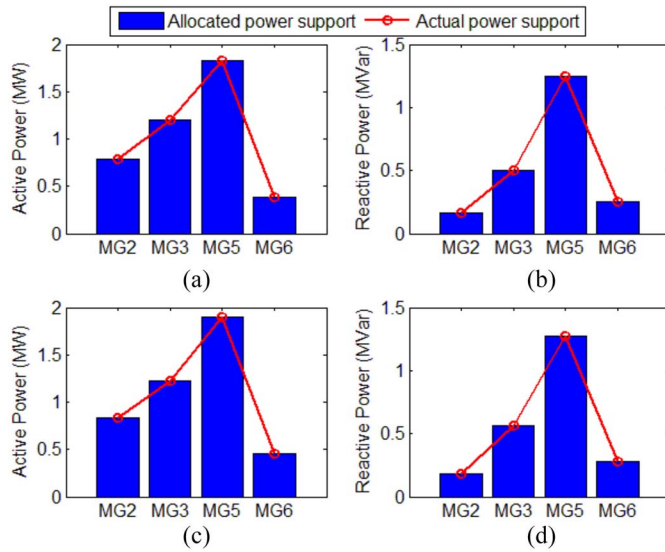 Allocated power support Actual power support
Active Power (MW)
2
1.5
1
0.5
0
MG2 MG3 MG5 MG6
(a)
Reactive Power (MVar)
1.5
1
0.5
0
MG2 MG3 MG5 MG6
(b)
Active Power (MW)
2
1.5
1
0.5
0
MG2 MG3 MG5 MG6
(c)
Reactive Power (MVar)
1.5
1
0.5
0
MG2 MG3 MG5 MG6
(d)